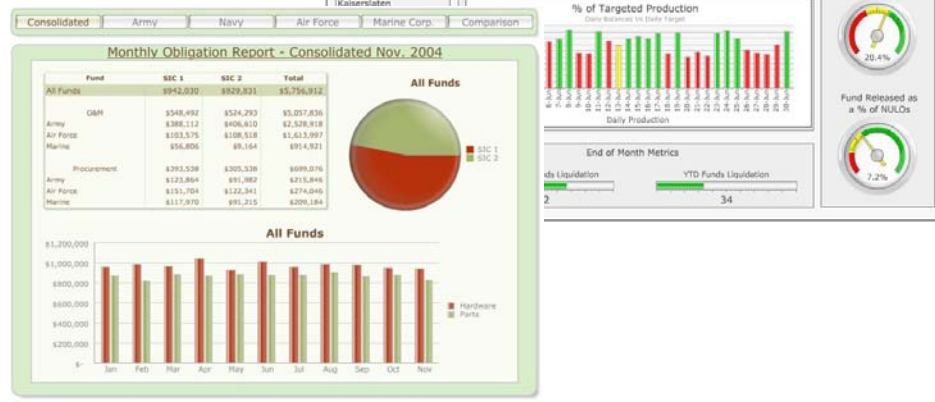 Kaiserslaten
Consolidated Army Navy Air Force Marine Corp. Comparison
Monthly Obligation Report - Consolidated Nov. 2004
Fund SIC 1 SIC 2 Total
All Funds $942,030 $829,831 $5,756,912
O&M $548,492 $524,293 $5,057,836
Army $388,112 $406,610 $2,528,918
Air Force $103,575 $108,518 $1,613,997
Marine $56,806 $9,164 $914,921
Procurement $393,538 $305,538 $699,076
Army $123,864 $91,982 $215,846
Air Force $151,704 $122,341 $274,046
Marine $117,970 $91,215 $209,184
All Funds
SIC 1
SIC 2
All Funds
$1,200,000
$1,000,000
$800,000
$600,000
$400,000
$200,000
$-
Jan Feb Mar Apr May Jun Jul Aug Sep Oct Nov
Hardware
Parts
% of Targeted Production
Daily Balances Vs Daily Target
Daily Production
End of Month Metrics
ds Liquidation
2
YTD Funds Liquidation
34
20.4%
Fund Released as
a % of NULOs
7.2%